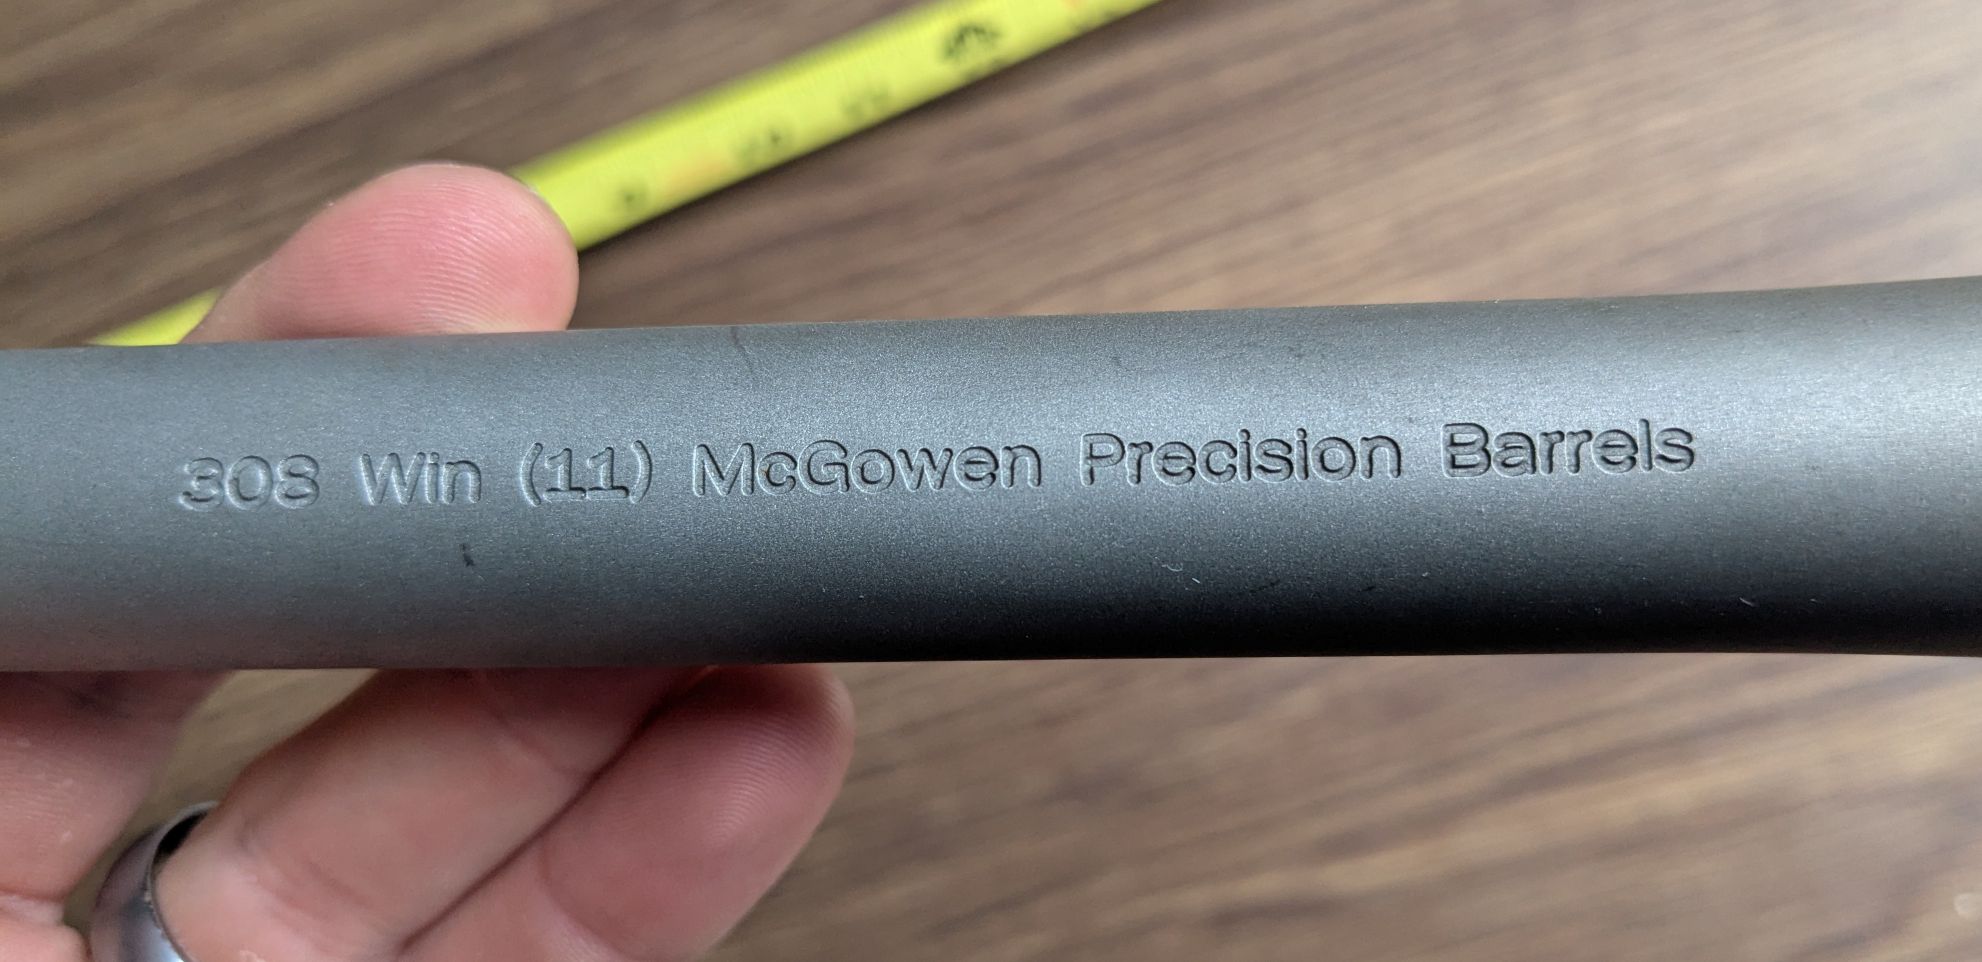 308 Win (11) McGowen Precision Barrels